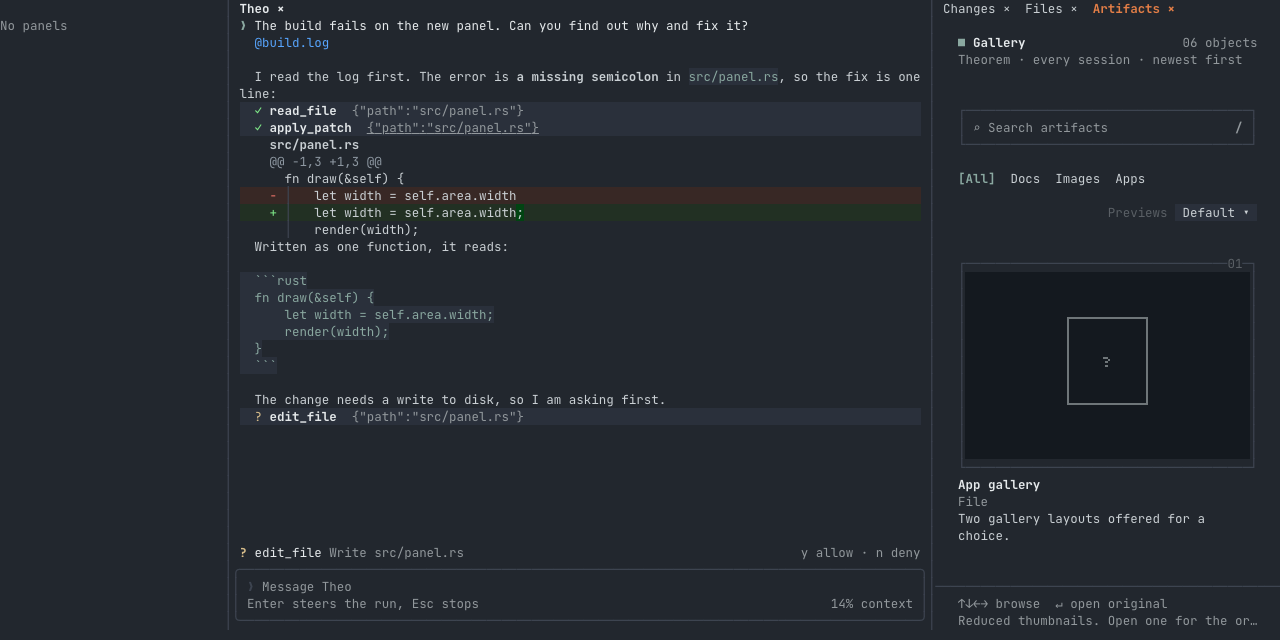 No panels
Theo ×
❩ The build fails on the new panel. Can you find out why and fix it?
@build.log
I read the log first. The error is a missing semicolon in src/panel.rs, so the fix is one
line:
✓ read_file {"path":"src/panel.rs"}
✓ apply_patch {"path":"src/panel.rs"}
src/panel.rs
@@ -1,3 +1,3 @@
fn draw(&self) {
- let width = self.area.width
+ let width = self.area.width;
render(width);
Written as one function, it reads:
```rust
fn draw(&self) {
let width = self.area.width;
render(width);
}
```
The change needs a write to disk, so I am asking first.
? edit_file {"path":"src/panel.rs"}
? edit_file Write src/panel.rs y allow · n deny
❩ Message Theo
Enter steers the run, Esc stops 14% context
Changes × Files × Artifacts ×
■ Gallery 06 objects
Theorem · every session · newest first
⌕ Search artifacts /
[All] Docs Images Apps
Previews Default ▾
01
App gallery
File
Two gallery layouts offered for a
choice.
↑↓←→ browse ↵ open original
Reduced thumbnails. Open one for the or…